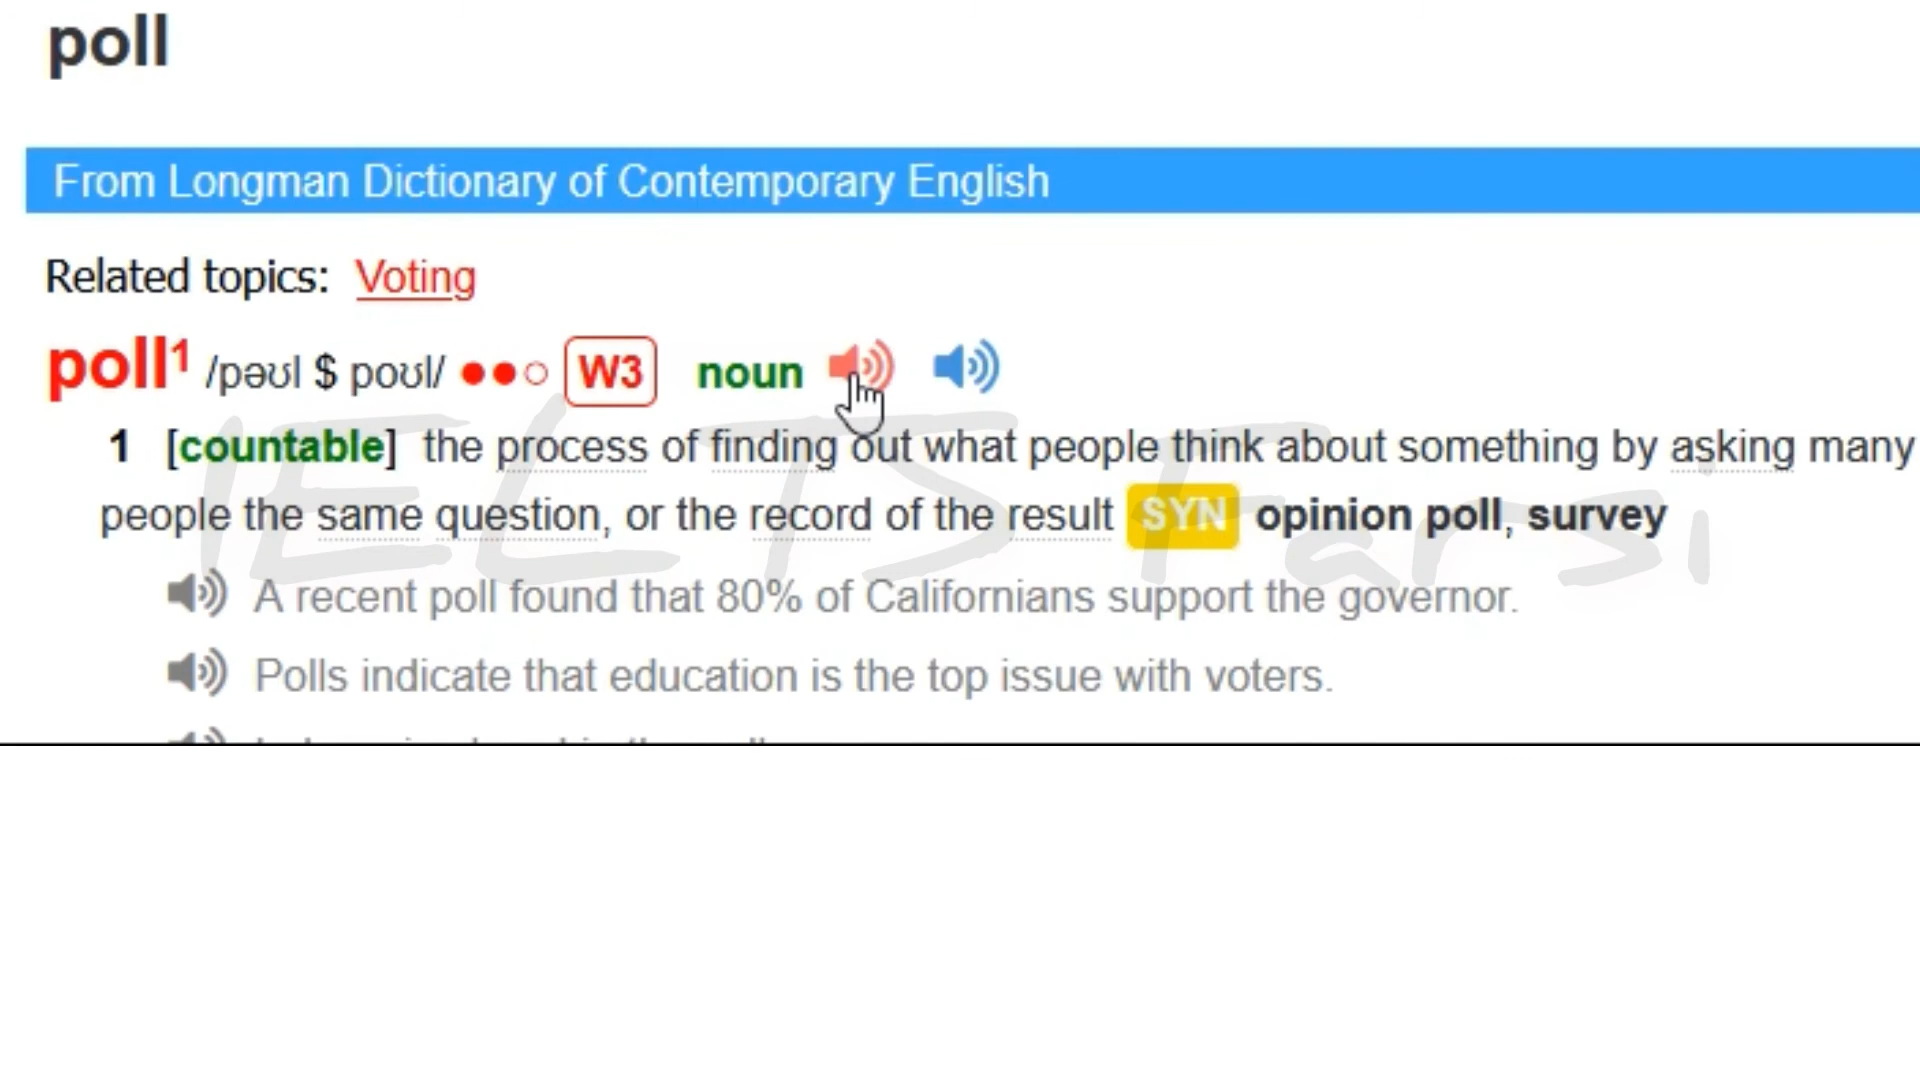 poll
From Longman Dictionary of Contemporary English
Related topics: Voting
poll1 /pəʊl $ poʊl/ ●●○ W3 noun
1 [countable] the process of finding out what people think about something by asking many
people the same question, or the record of the result SYN opinion poll, survey
A recent poll found that 80% of Californians support the governor.
Polls indicate that education is the top issue with voters.
IELTS Farsi